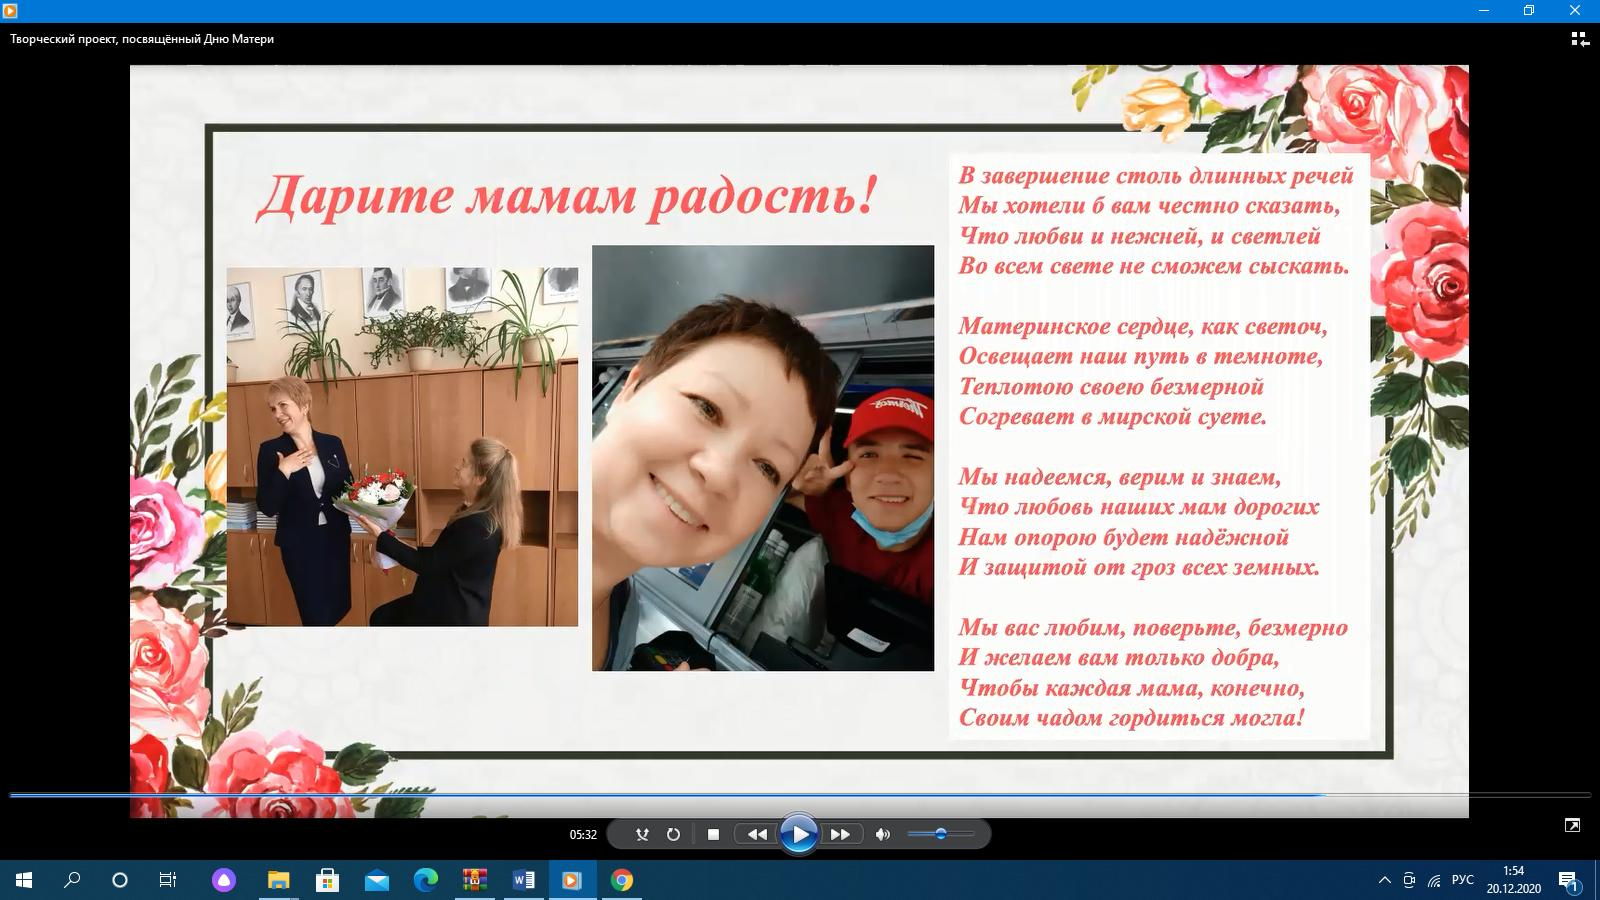 Творческий проект, посвящённый Дню Матери
Дарите мамам радость!
В завершение столь длинных речей
Мы хотели б вам честно сказать,
Что любви и нежней, и светлей
Во всем свете не сможем сыскать.
Материнское сердце, как светоч,
Освещает наш путь в темноте,
Теплотою своею безмерной
Согревает в мирской суете.
Мы надеемся, верим и знаем,
Что любовь наших мам дорогих
Нам опорою будет надёжной
И защитой от гроз всех земных.
Мы вас любим, поверьте, безмерно
И желаем вам только добра,
Чтобы каждая мама, конечно,
Своим чадом гордиться могла!
05:32
РУС
1:54
20.12.2020
1